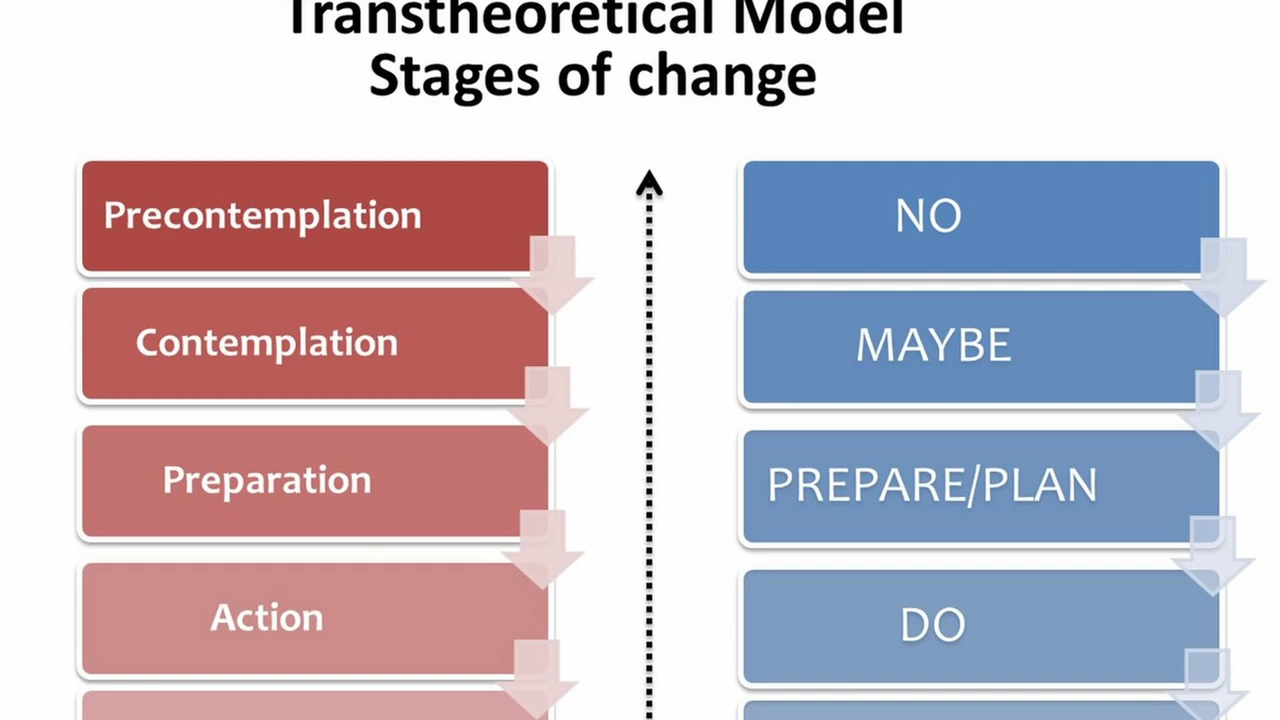 Transtheoretical Model
Stages of change
Precontemplation
NO
Contemplation
MAYBE
Preparation
PREPARE/PLAN
Action
DO